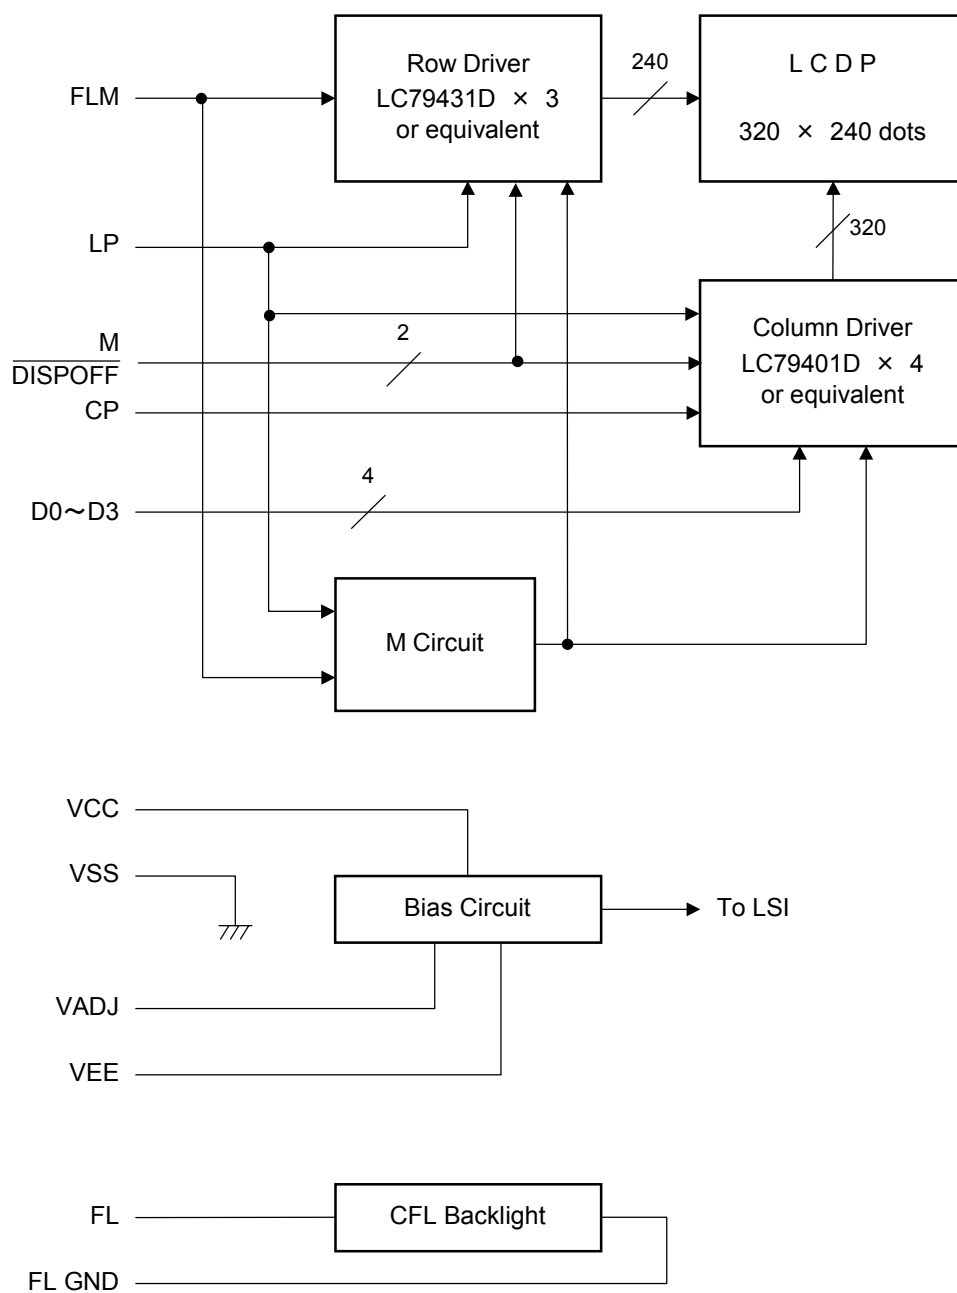 Row Driver
LC79431D × 3
or equivalent
240
L C D P
320 × 240 dots
FLM
LP
320
M
DISPOFF
2
Column Driver
LC79401D × 4
or equivalent
CP
4
D0～D3
M Circuit
VCC
VSS
Bias Circuit
To LSI
VADJ
VEE
FL
CFL Backlight
FL GND